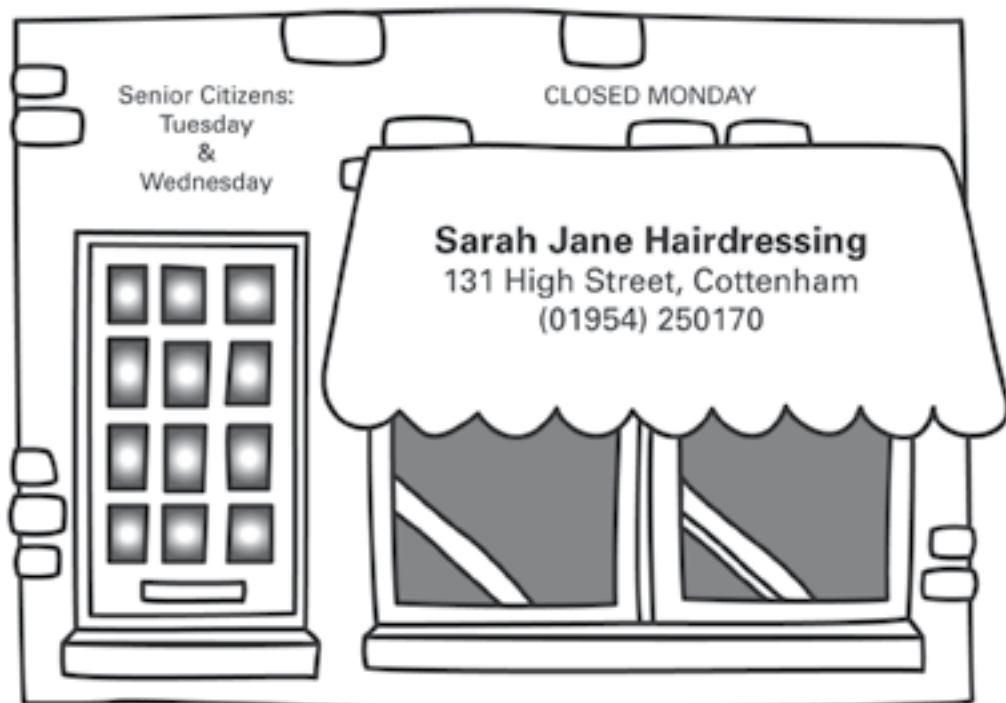 Senior Citizens:
Tuesday
&
Wednesday
CLOSED MONDAY
Sarah Jane Hairdressing
131 High Street, Cottenham
(01954) 250170